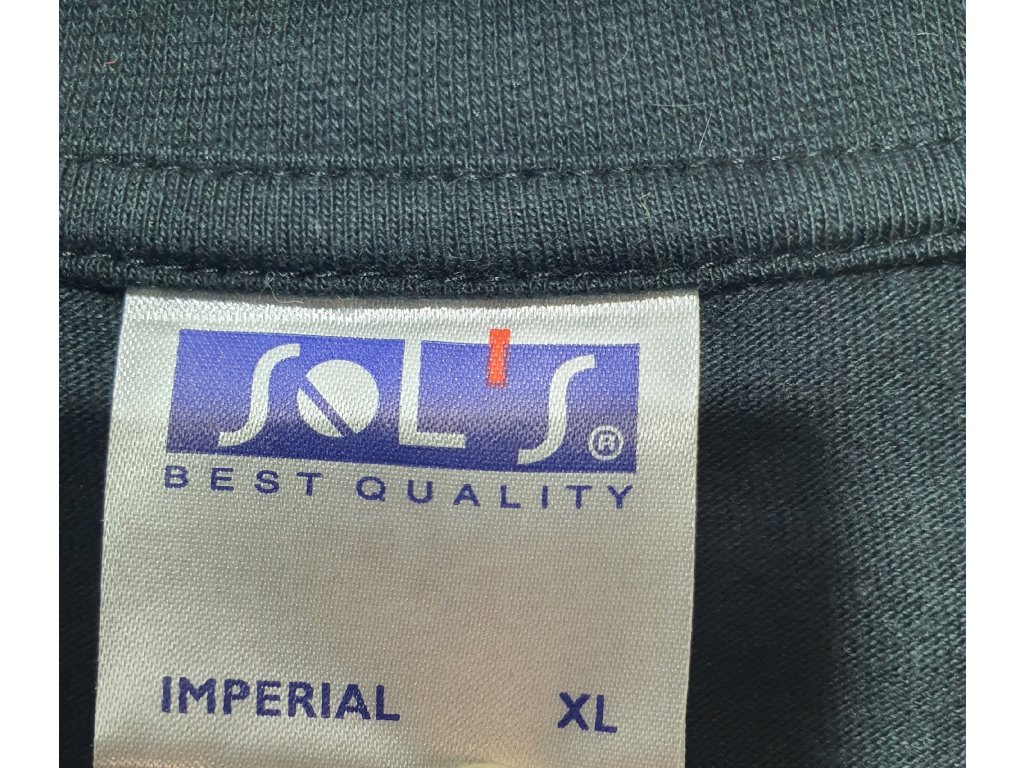 SOL'S®
BEST QUALITY
IMPERIAL XL